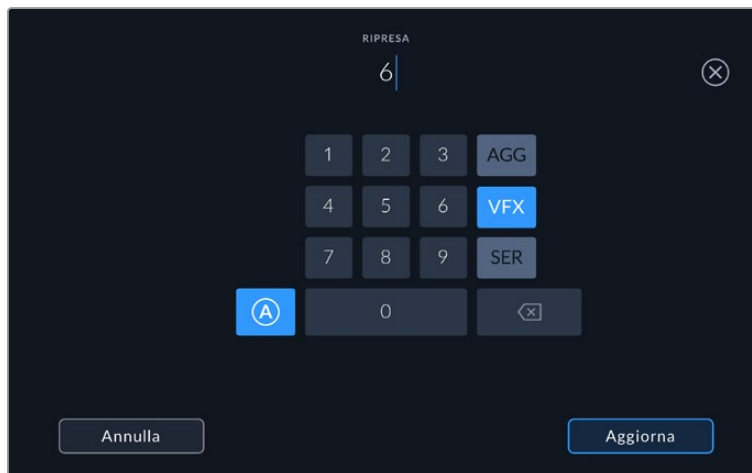 RIPRESA
6
1 2 3 AGG
4 5 6 VFX
7 8 9 SER
A 0
Annulla Aggiorna